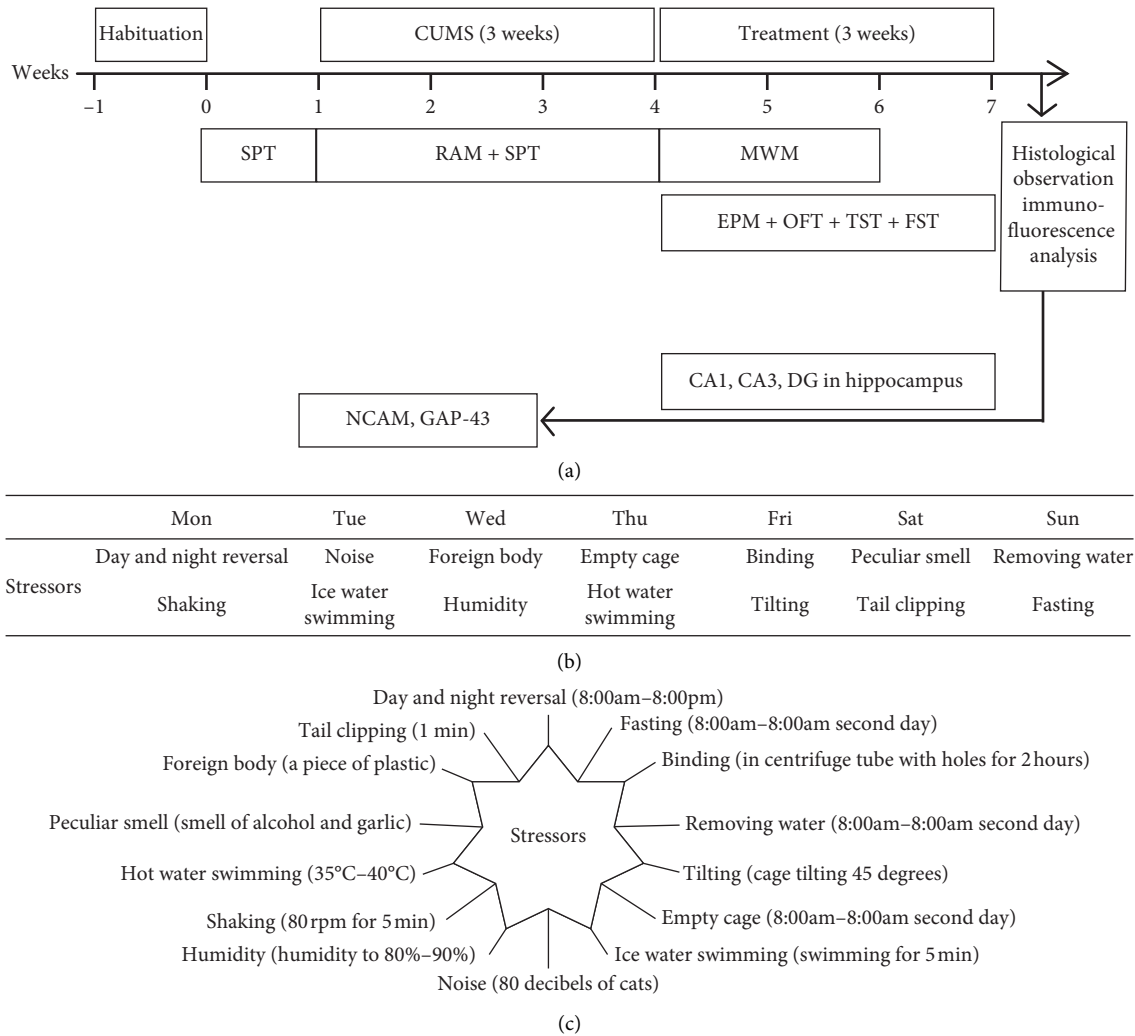 Habituation
CUMS (3 weeks)
Treatment (3 weeks)
Weeks
–1 0 1 2 3 4 5 6 7
SPT
RAM + SPT
MWM
EPM + OFT + TST + FST
Histological
observation
immuno-
fluorescence
analysis
CA1, CA3, DG in hippocampus
NCAM, GAP-43
(a)
Mon Tue Wed Thu Fri Sat Sun
Stressors
Day and night reversal Noise Foreign body Empty cage Binding Peculiar smell Removing water
Shaking Ice water swimming Humidity Hot water swimming Tilting Tail clipping Fasting
(b)
Day and night reversal (8:00am–8:00pm)
Tail clipping (1 min)
Fasting (8:00am–8:00am second day)
Foreign body (a piece of plastic)
Binding (in centrifuge tube with holes for 2 hours)
Peculiar smell (smell of alcohol and garlic)
Stressors
Removing water (8:00am–8:00am second day)
Hot water swimming (35°C–40°C)
Tilting (cage tilting 45 degrees)
Shaking (80 rpm for 5 min)
Empty cage (8:00am–8:00am second day)
Humidity (humidity to 80%–90%)
Ice water swimming (swimming for 5 min)
Noise (80 decibels of cats)
(c)